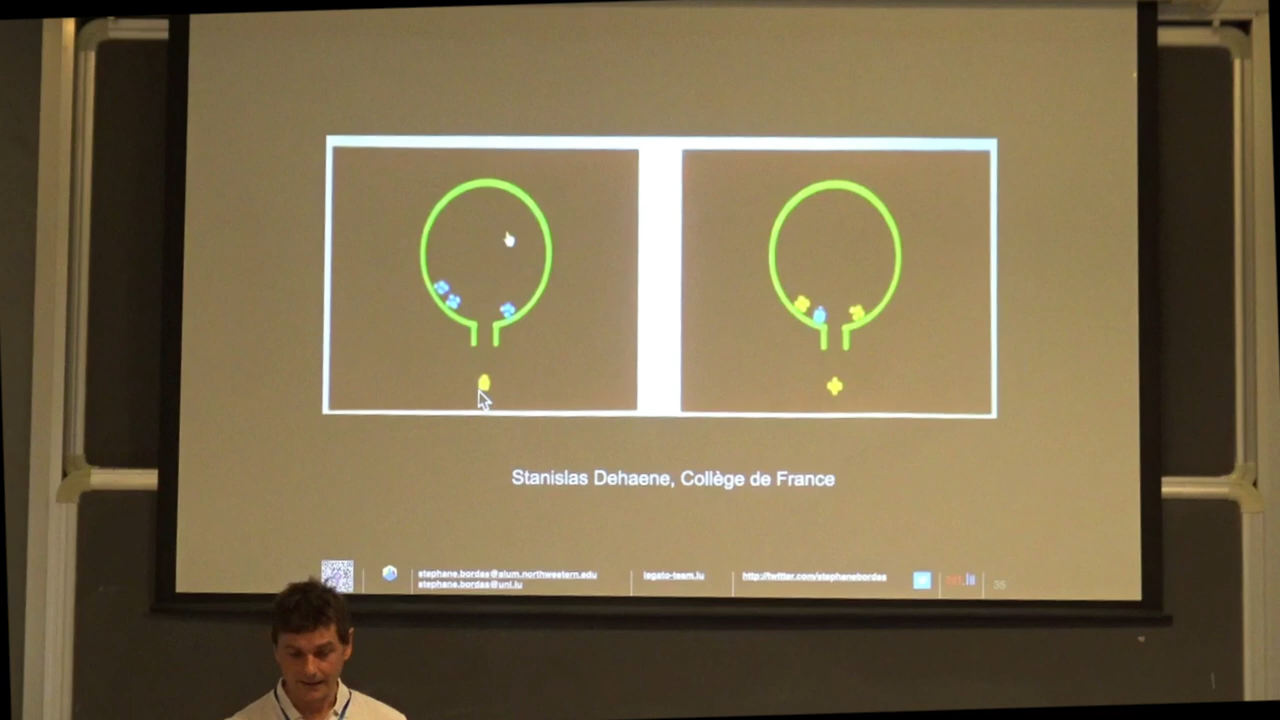 Stanislas Dehaene, Collège de France
stephane.bordas@alum.northwestern.edu
stephane.bordas@uni.lu
legato-team.lu
http://twitter.com/stephanebordas
35